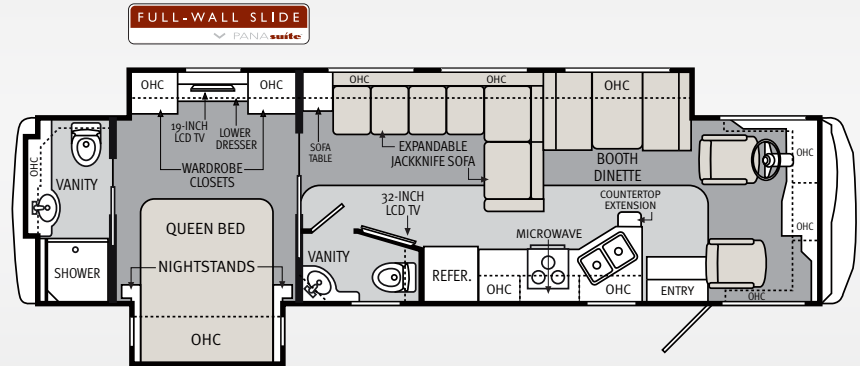 FULL-WALL SLIDE
PANAsuite
OHC
OHC
OHC
OHC
OHC
19-INCH
LCD TV
LOWER
DRESSER
WARDROBE
CLOSETS
SOFA
TABLE
EXPANDABLE
JACKKNIFE SOFA
BOOTH
DINETTE
OHC
OHC
VANITY
SHOWER
QUEEN BED
NIGHTSTANDS
OHC
32-INCH
LCD TV
VANITY
REFER.
MICROWAVE
COUNTERTOP
EXTENSION
OHC
OHC
ENTRY
OHC
OHC